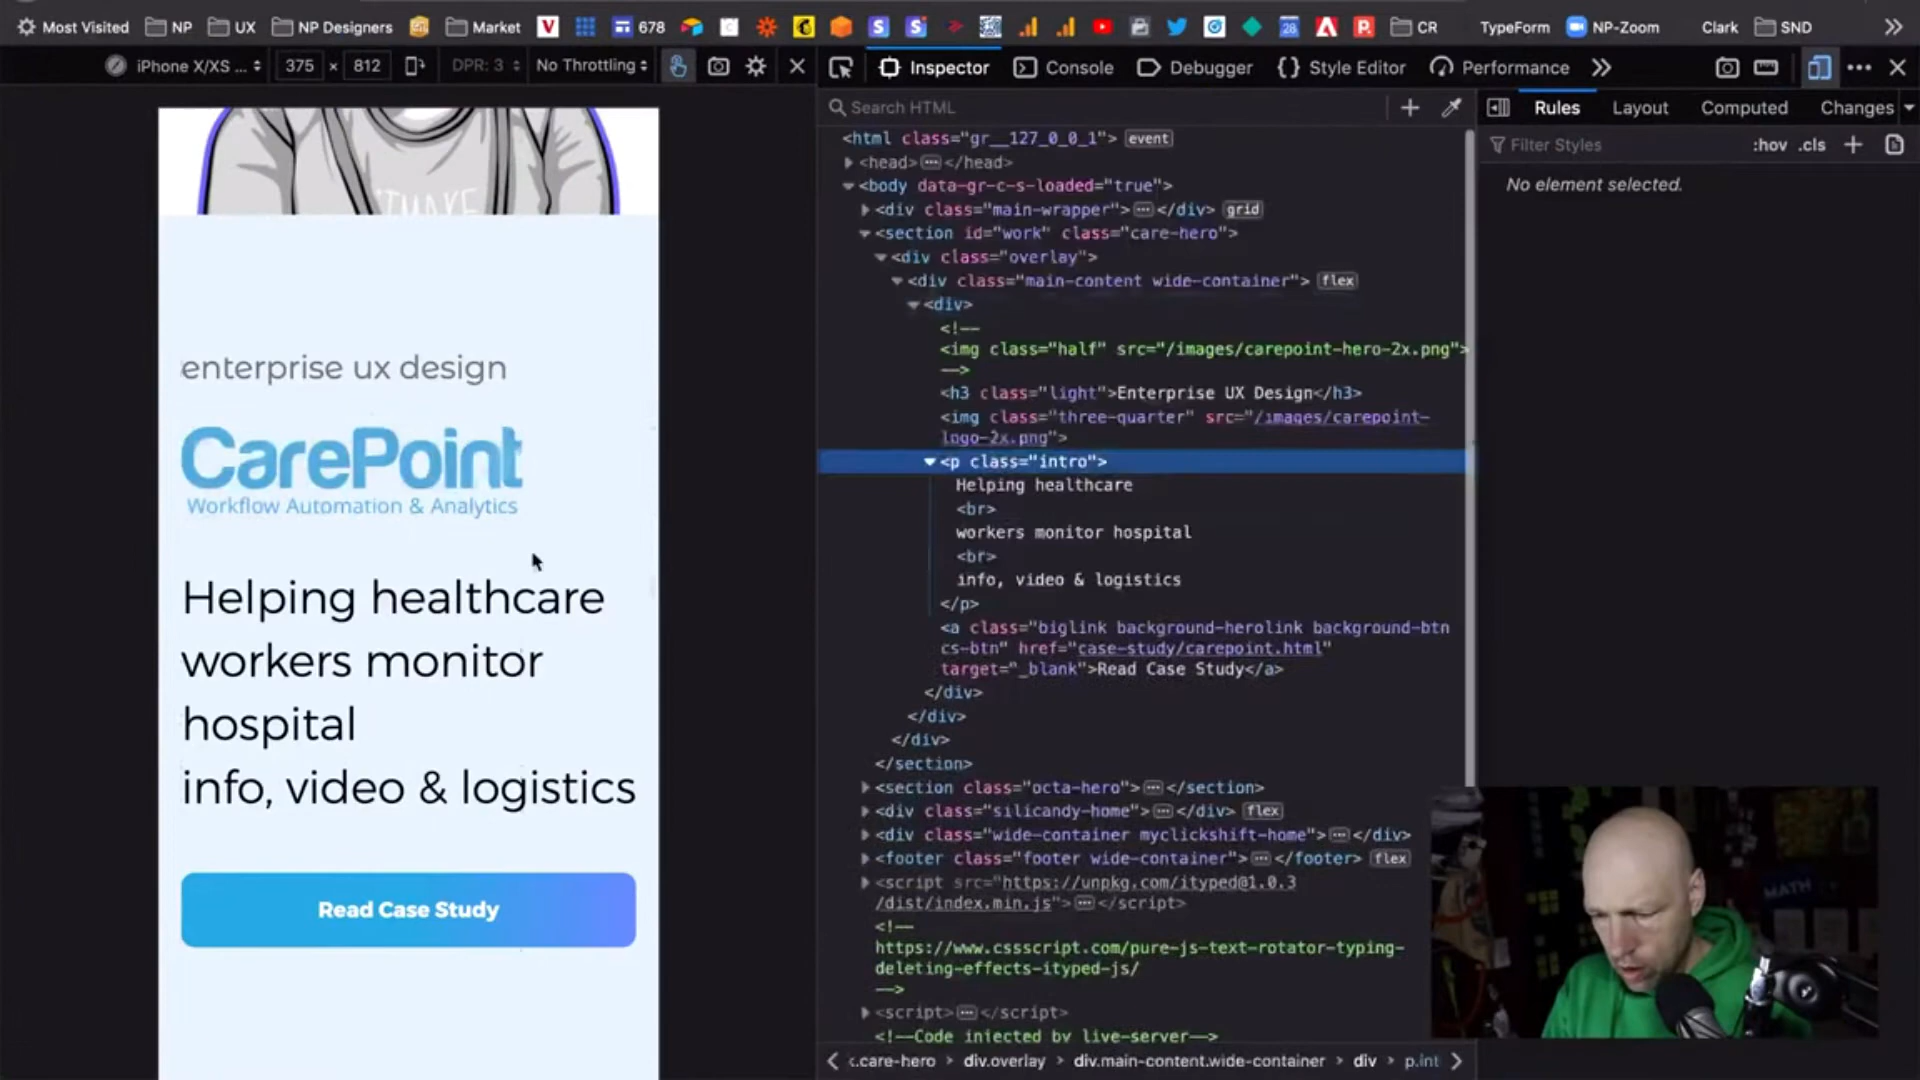 Most Visited NP UX NP Designers Market 678 CR TypeForm NP-Zoom Clark SND
iPhone X/XS ... 375 × 812 DPR: 3 No Throttling
Inspector Console Debugger {} Style Editor Performance
Search HTML
Rules Layout Computed Changes
Filter Styles :hov .cls
No element selected.
<html class="gr__127_0_0_1"> event
<head> </head>
<body data-gr-c-s-loaded="true">
<div class="main-wrapper"> </div> grid
<section id="work" class="care-hero">
<div class="overlay">
<div class="main-content wide-container"> flex
<div>
<!--
<img class="half" src="/images/carepoint-hero-2x.png">
-->
<h3 class="light">Enterprise UX Design</h3>
<img class="three-quarter" src="/images/carepoint-
logo-2x.png">
<p class="intro">
Helping healthcare
<br>
workers monitor hospital
<br>
info, video & logistics
</p>
<a class="biglink background-herolink background-btn
cs-btn" href="case-study/carepoint.html"
target="_blank">Read Case Study</a>
</div>
</div>
</div>
</section>
<section class="octa-hero"> </section>
<div class="silicandy-home"> </div> flex
<div class="wide-container myclickshift-home"> </div>
<footer class="footer wide-container"> </footer> flex
<script src="https://unpkg.com/ityped@1.0.3
/dist/index.min.js"> </script>
<!--
https://www.cssscript.com/pure-js-text-rotator-typing-
deleting-effects-ityped-js/
-->
<script> </script>
<!--Code injected by live-server-->
.care-hero > div.overlay > div.main-content.wide-container > div > p.int
I MAKE
enterprise ux design
CarePoint
Workflow Automation & Analytics
Helping healthcare
workers monitor
hospital
info, video & logistics
Read Case Study
MATH